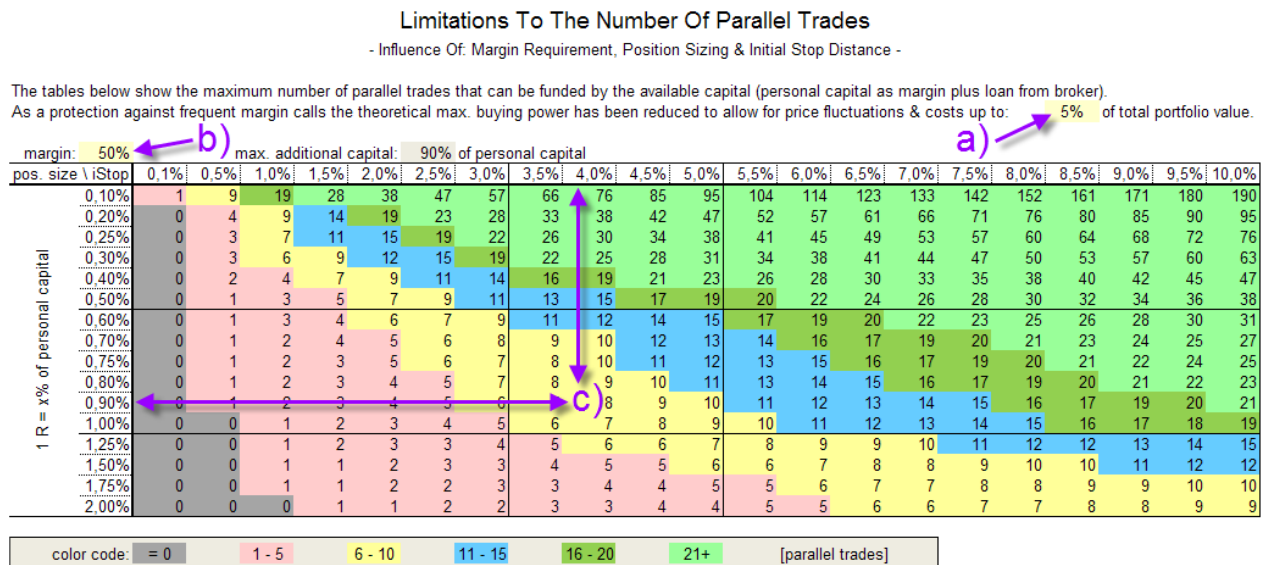 Limitations To The Number Of Parallel Trades
- Influence Of: Margin Requirement, Position Sizing & Initial Stop Distance -
The tables below show the maximum number of parallel trades that can be funded by the available capital (personal capital as margin plus loan from broker).
As a protection against frequent margin calls the theoretical max. buying power has been reduced to allow for price fluctuations & costs up to: 5% of total portfolio value.
a)
margin: 50% b) max. additional capital: 90% of personal capital
pos. size \ iStop 0,1% 0,5% 1,0% 1,5% 2,0% 2,5% 3,0% 3,5% 4,0% 4,5% 5,0% 5,5% 6,0% 6,5% 7,0% 7,5% 8,0% 8,5% 9,0% 9,5% 10,0%
1 R = x% of personal capital
0,10% 1 9 19 28 38 47 57 66 76 85 95 104 114 123 133 142 152 161 171 180 190
0,20% 0 4 9 14 19 23 28 33 38 42 47 52 57 61 66 71 76 80 85 90 95
0,25% 0 3 7 11 15 19 22 26 30 34 38 41 45 49 53 57 60 64 68 72 76
0,30% 0 3 6 9 12 15 19 22 25 28 31 34 38 41 44 47 50 53 57 60 63
0,40% 0 2 4 7 9 11 14 16 19 21 23 26 28 30 33 35 38 40 42 45 47
0,50% 0 1 3 5 7 9 11 13 15 17 19 20 22 24 26 28 30 32 34 36 38
0,60% 0 1 3 4 6 7 9 11 12 14 15 17 19 20 22 23 25 26 28 30 31
0,70% 0 1 2 4 5 6 8 9 10 12 13 14 16 17 19 20 21 23 24 25 27
0,75% 0 1 2 3 5 6 7 8 10 11 12 13 15 16 17 19 20 21 22 24 25
0,80% 0 1 2 3 4 5 7 8 9 10 11 13 14 15 16 17 19 20 21 22 23
0,90% 0 1 2 3 4 5 6 c) 8 9 10 11 12 13 14 15 16 17 19 20 21
1,00% 0 0 1 2 3 4 5 6 7 8 9 10 11 12 13 14 15 16 17 18 19
1,25% 0 0 1 2 3 3 4 5 6 6 7 8 9 9 10 11 12 12 13 14 15
1,50% 0 0 1 1 2 3 3 4 5 5 6 6 7 8 8 9 10 10 11 12 12
1,75% 0 0 1 1 2 2 3 3 4 4 5 5 6 7 7 8 8 9 9 10 10
2,00% 0 0 0 1 1 2 2 3 3 4 4 5 5 6 6 7 7 8 8 9 9
color code: = 0 1 - 5 6 - 10 11 - 15 16 - 20 21+ [parallel trades]